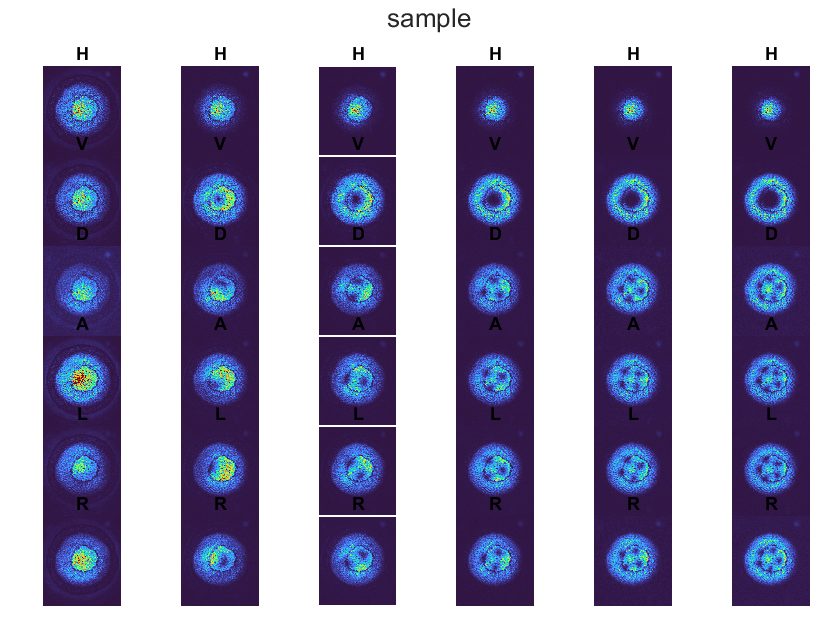 sample
H H H H H H
V V V V V V
D D D D D D
A A A A A A
L L L L L L
R R R R R R